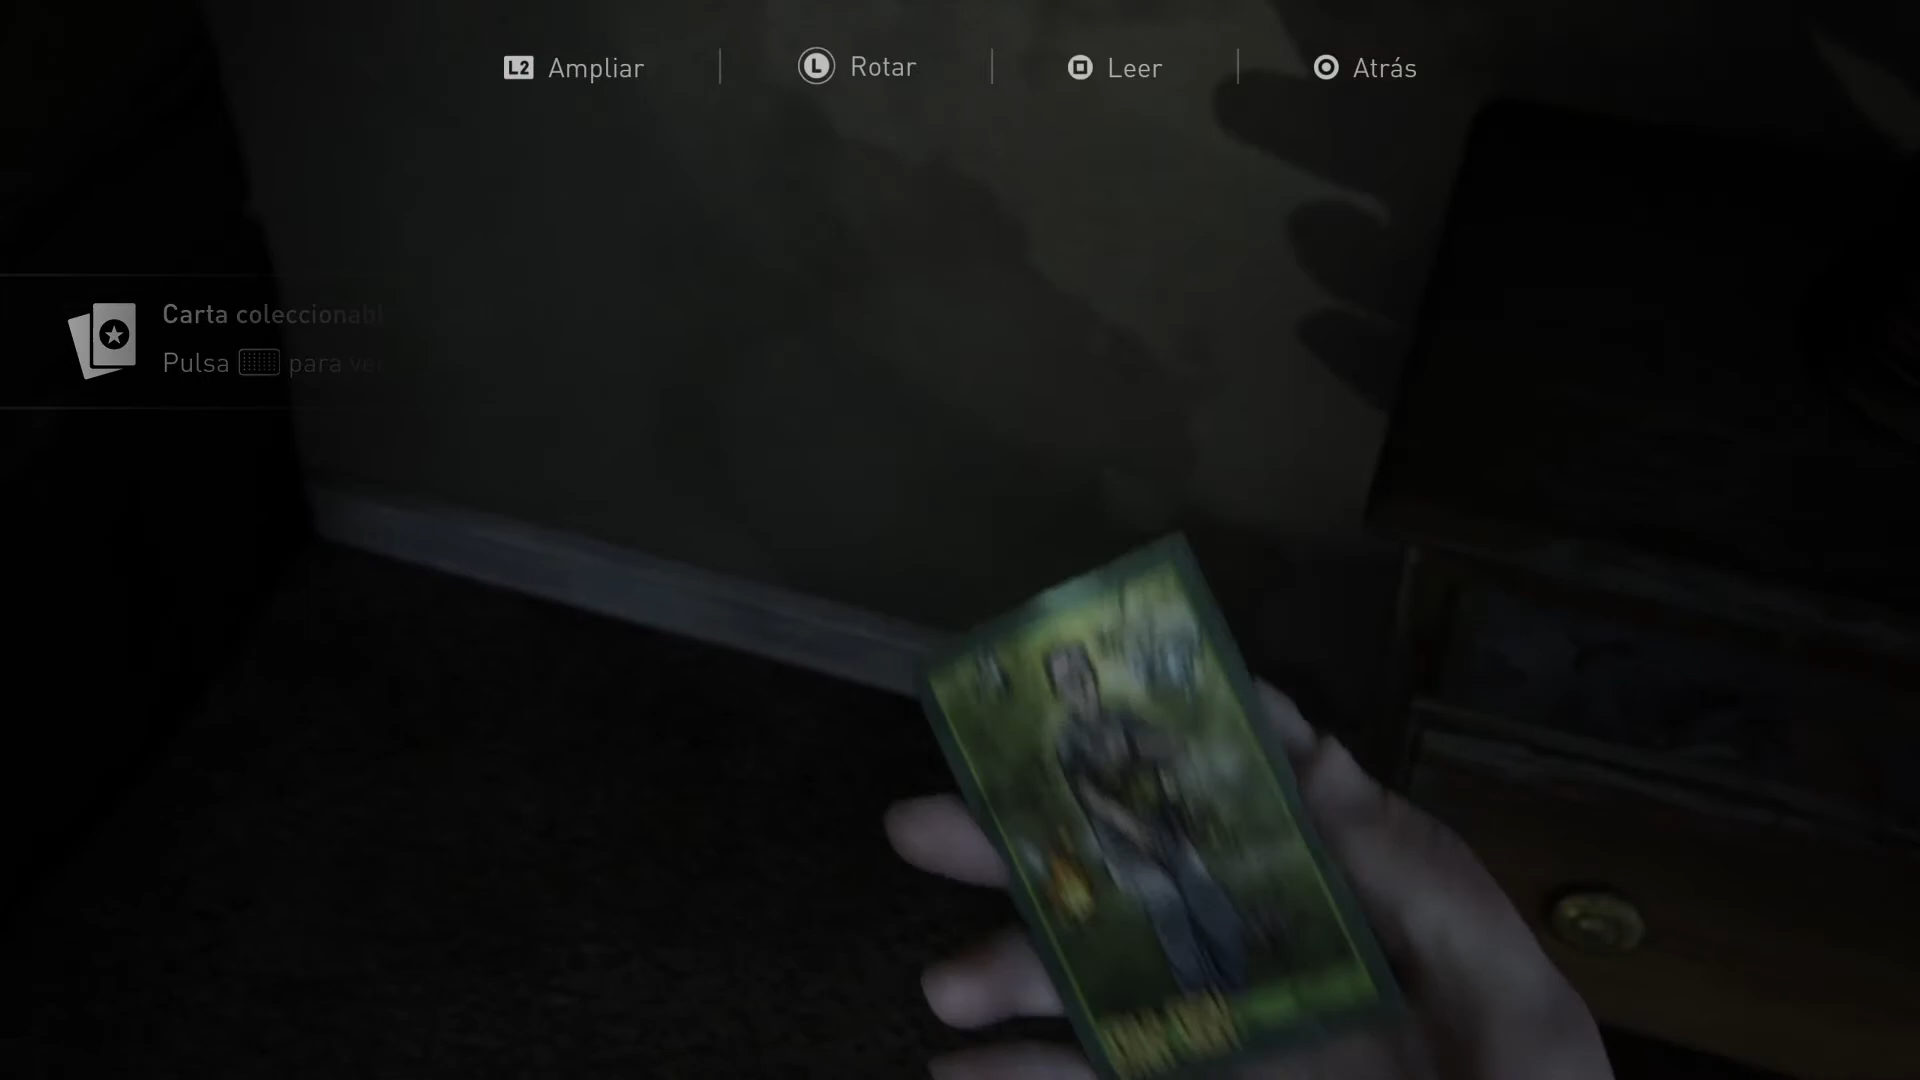 L2 Ampliar
L Rotar
Leer
Atrás
Carta coleccionabl
Pulsa para ve